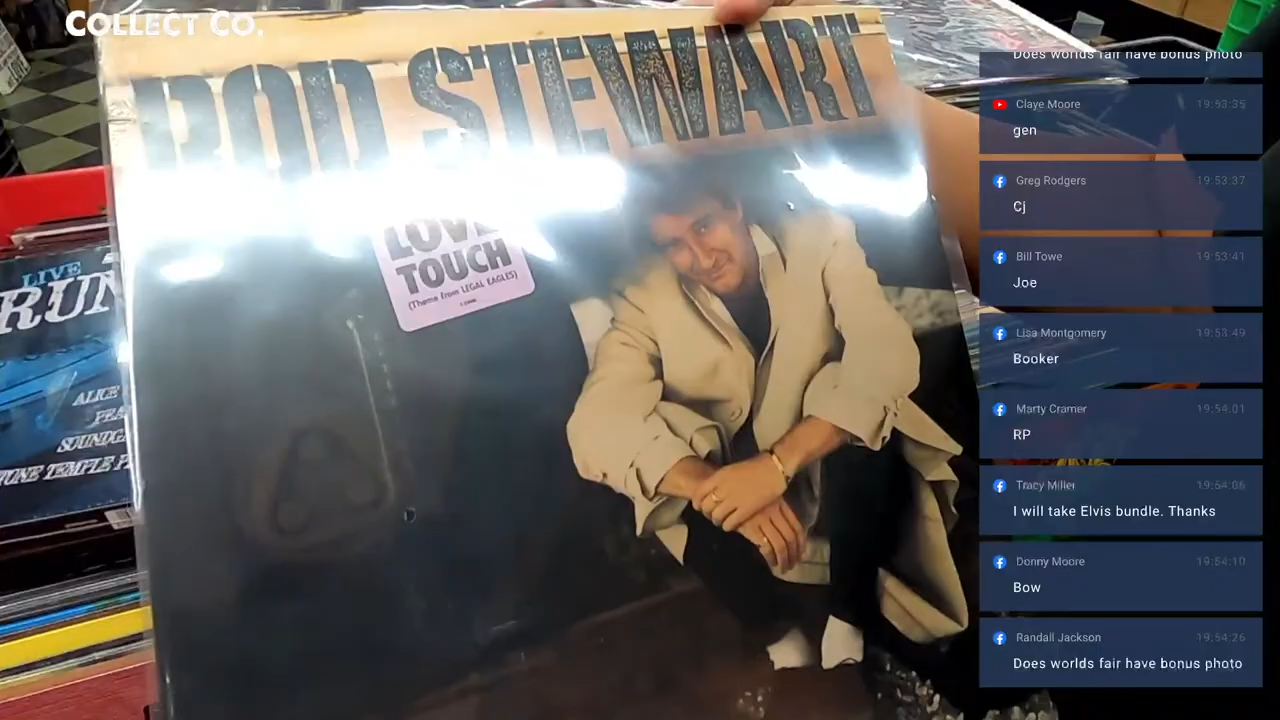 COLLECT CO.
ROD STEWART
LOVE
TOUCH
(Theme from LEGAL EAGLES)
LIVE
RUN
ALICE
PEA
SOUNDGA
TONE TEMPLE P
Does worlds fair have bonus photo
Claye Moore 19:53:35
gen
Greg Rodgers 19:53:37
Cj
Bill Towe 19:53:41
Joe
Lisa Montgomery 19:53:49
Booker
Marty Cramer 19:54:01
RP
Tracy Miller 19:54:06
I will take Elvis bundle. Thanks
Donny Moore 19:54:10
Bow
Randall Jackson 19:54:26
Does worlds fair have bonus photo